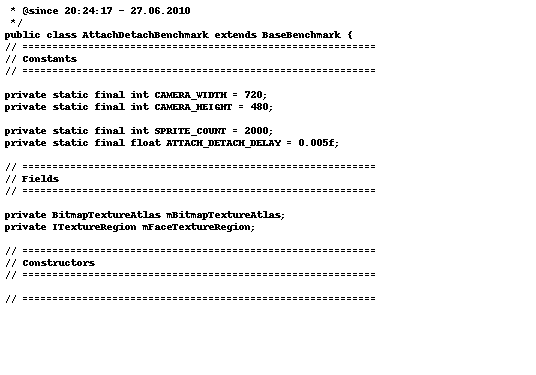 * @since 20:24:17 - 27.06.2010
 */
public class AttachDetachBenchmark extends BaseBenchmark {
// ===========================================================
// Constants
// ===========================================================

private static final int CAMERA_WIDTH = 720;
private static final int CAMERA_HEIGHT = 480;

private static final int SPRITE_COUNT = 2000;
private static final float ATTACH_DETACH_DELAY = 0.005f;

// ===========================================================
// Fields
// ===========================================================

private BitmapTextureAtlas mBitmapTextureAtlas;
private ITextureRegion mFaceTextureRegion;

// ===========================================================
// Constructors
// ===========================================================

// ===========================================================